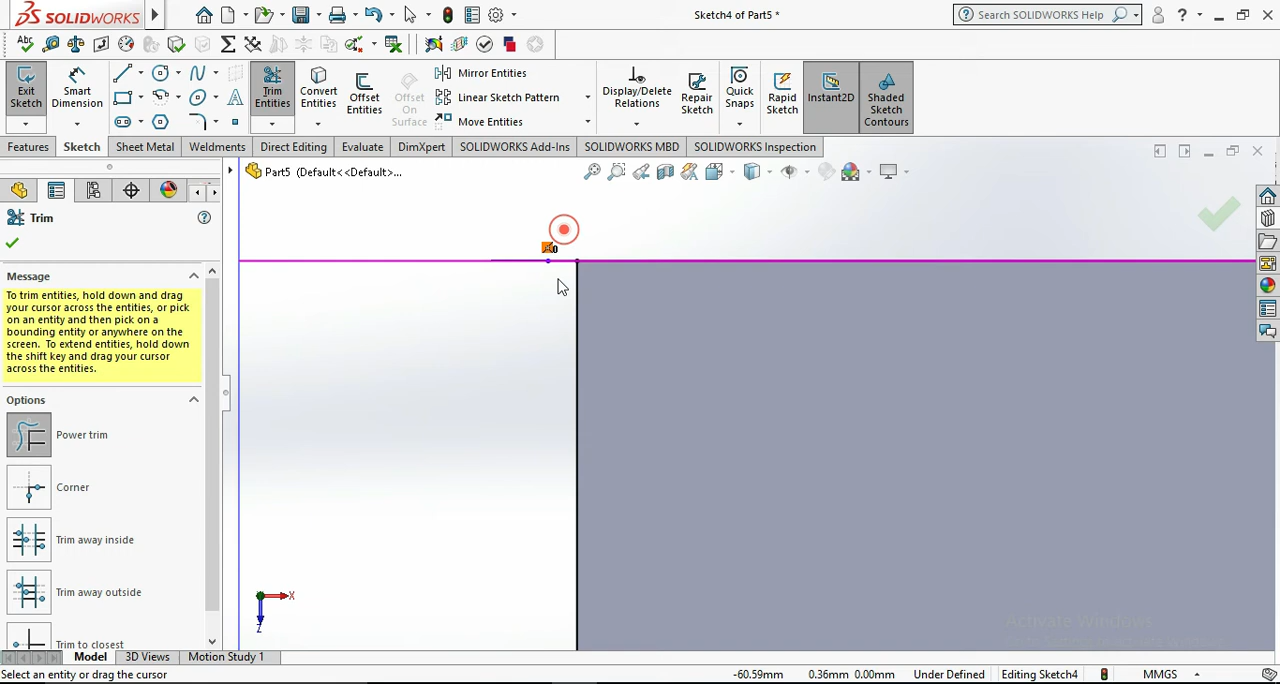 SOLIDWORKS
Sketch4 of Part5 *
Search SOLIDWORKS Help
Exit Sketch
Smart Dimension
Trim Entities
Convert Entities
Offset Entities
Offset On Surface
Mirror Entities
Linear Sketch Pattern
Move Entities
Display/Delete Relations
Repair Sketch
Quick Snaps
Rapid Sketch
Instant2D
Shaded Sketch Contours
Features
Sketch
Sheet Metal
Weldments
Direct Editing
Evaluate
DimXpert
SOLIDWORKS Add-Ins
SOLIDWORKS MBD
SOLIDWORKS Inspection
Part5 (Default<<Default>...
Trim
Message
To trim entities, hold down and drag
your cursor across the entities, or pick
on an entity and then pick on a
bounding entity or anywhere on the
screen. To extend entities, hold down
the shift key and drag your cursor
across the entities.
Options
Power trim
Corner
Trim away inside
Trim away outside
Trim to closest
0
X
Z
Activate Windows
Model
3D Views
Motion Study 1
Select an entity or drag the cursor
-60.59mm
0.36mm
0.00mm
Under Defined
Editing Sketch4
MMGS